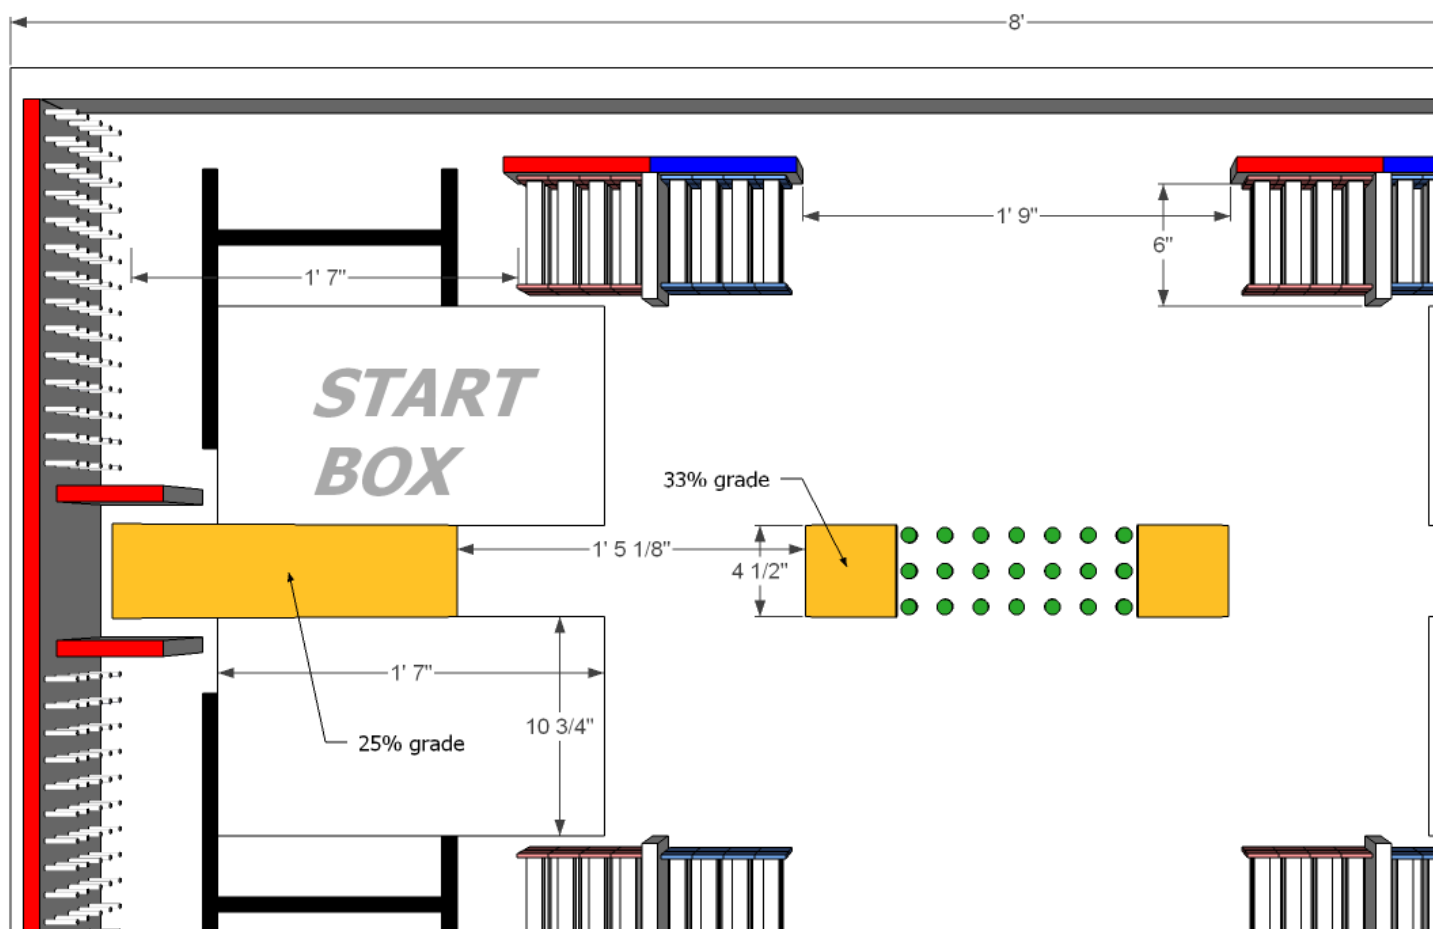 8'
1' 9"
6"
1' 7"
START
BOX
33% grade
1' 5 1/8"
4 1/2"
1' 7"
10 3/4"
25% grade